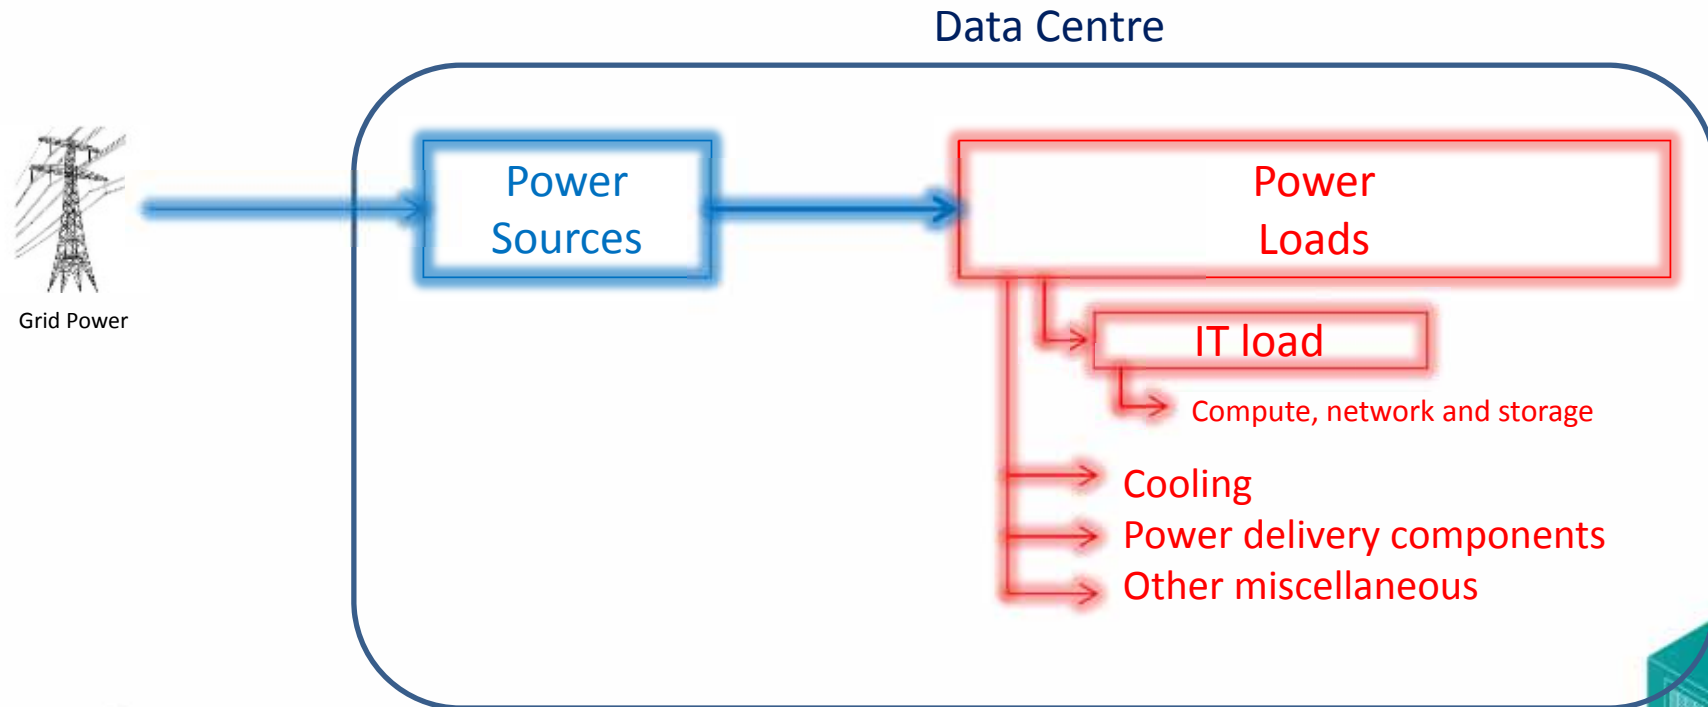 Data Centre
Grid Power
Power
Sources
Power
Loads
IT load
Compute, network and storage
Cooling
Power delivery components
Other miscellaneous